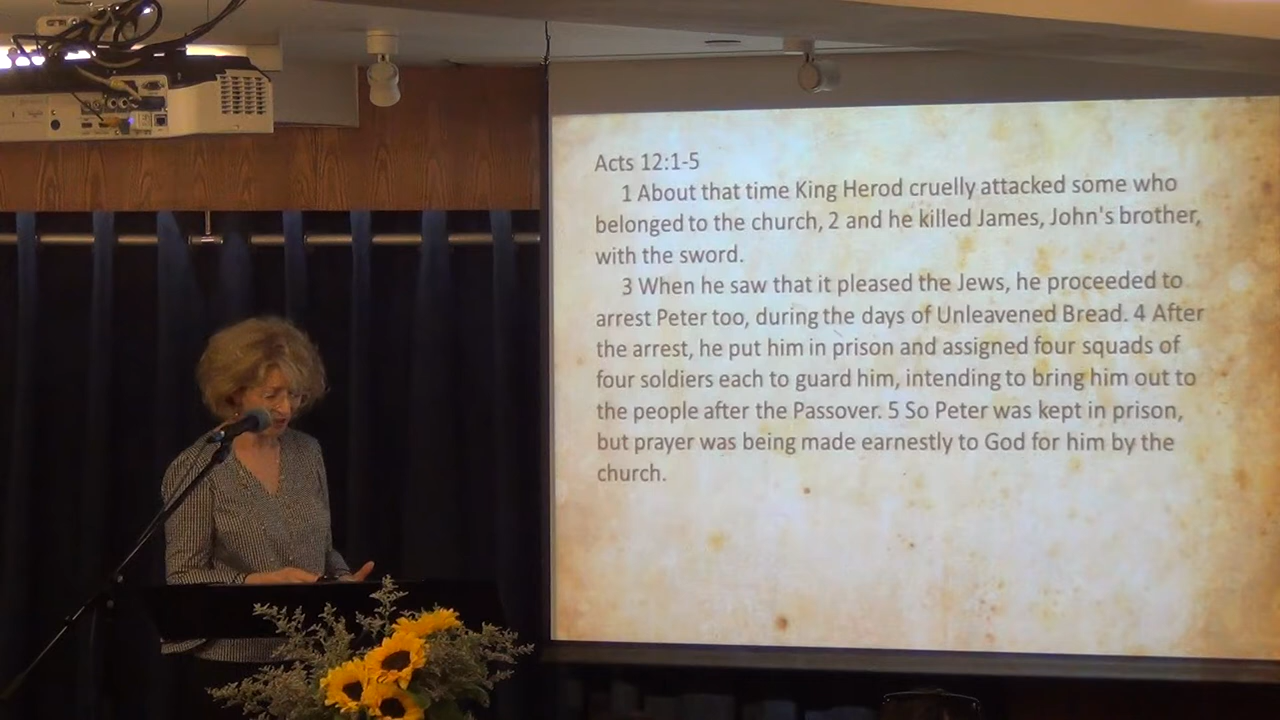 Acts 12:1-5
1 About that time King Herod cruelly attacked some who
belonged to the church, 2 and he killed James, John's brother,
with the sword.
3 When he saw that it pleased the Jews, he proceeded to
arrest Peter too, during the days of Unleavened Bread. 4 After
the arrest, he put him in prison and assigned four squads of
four soldiers each to guard him, intending to bring him out to
the people after the Passover. 5 So Peter was kept in prison,
but prayer was being made earnestly to God for him by the
church.